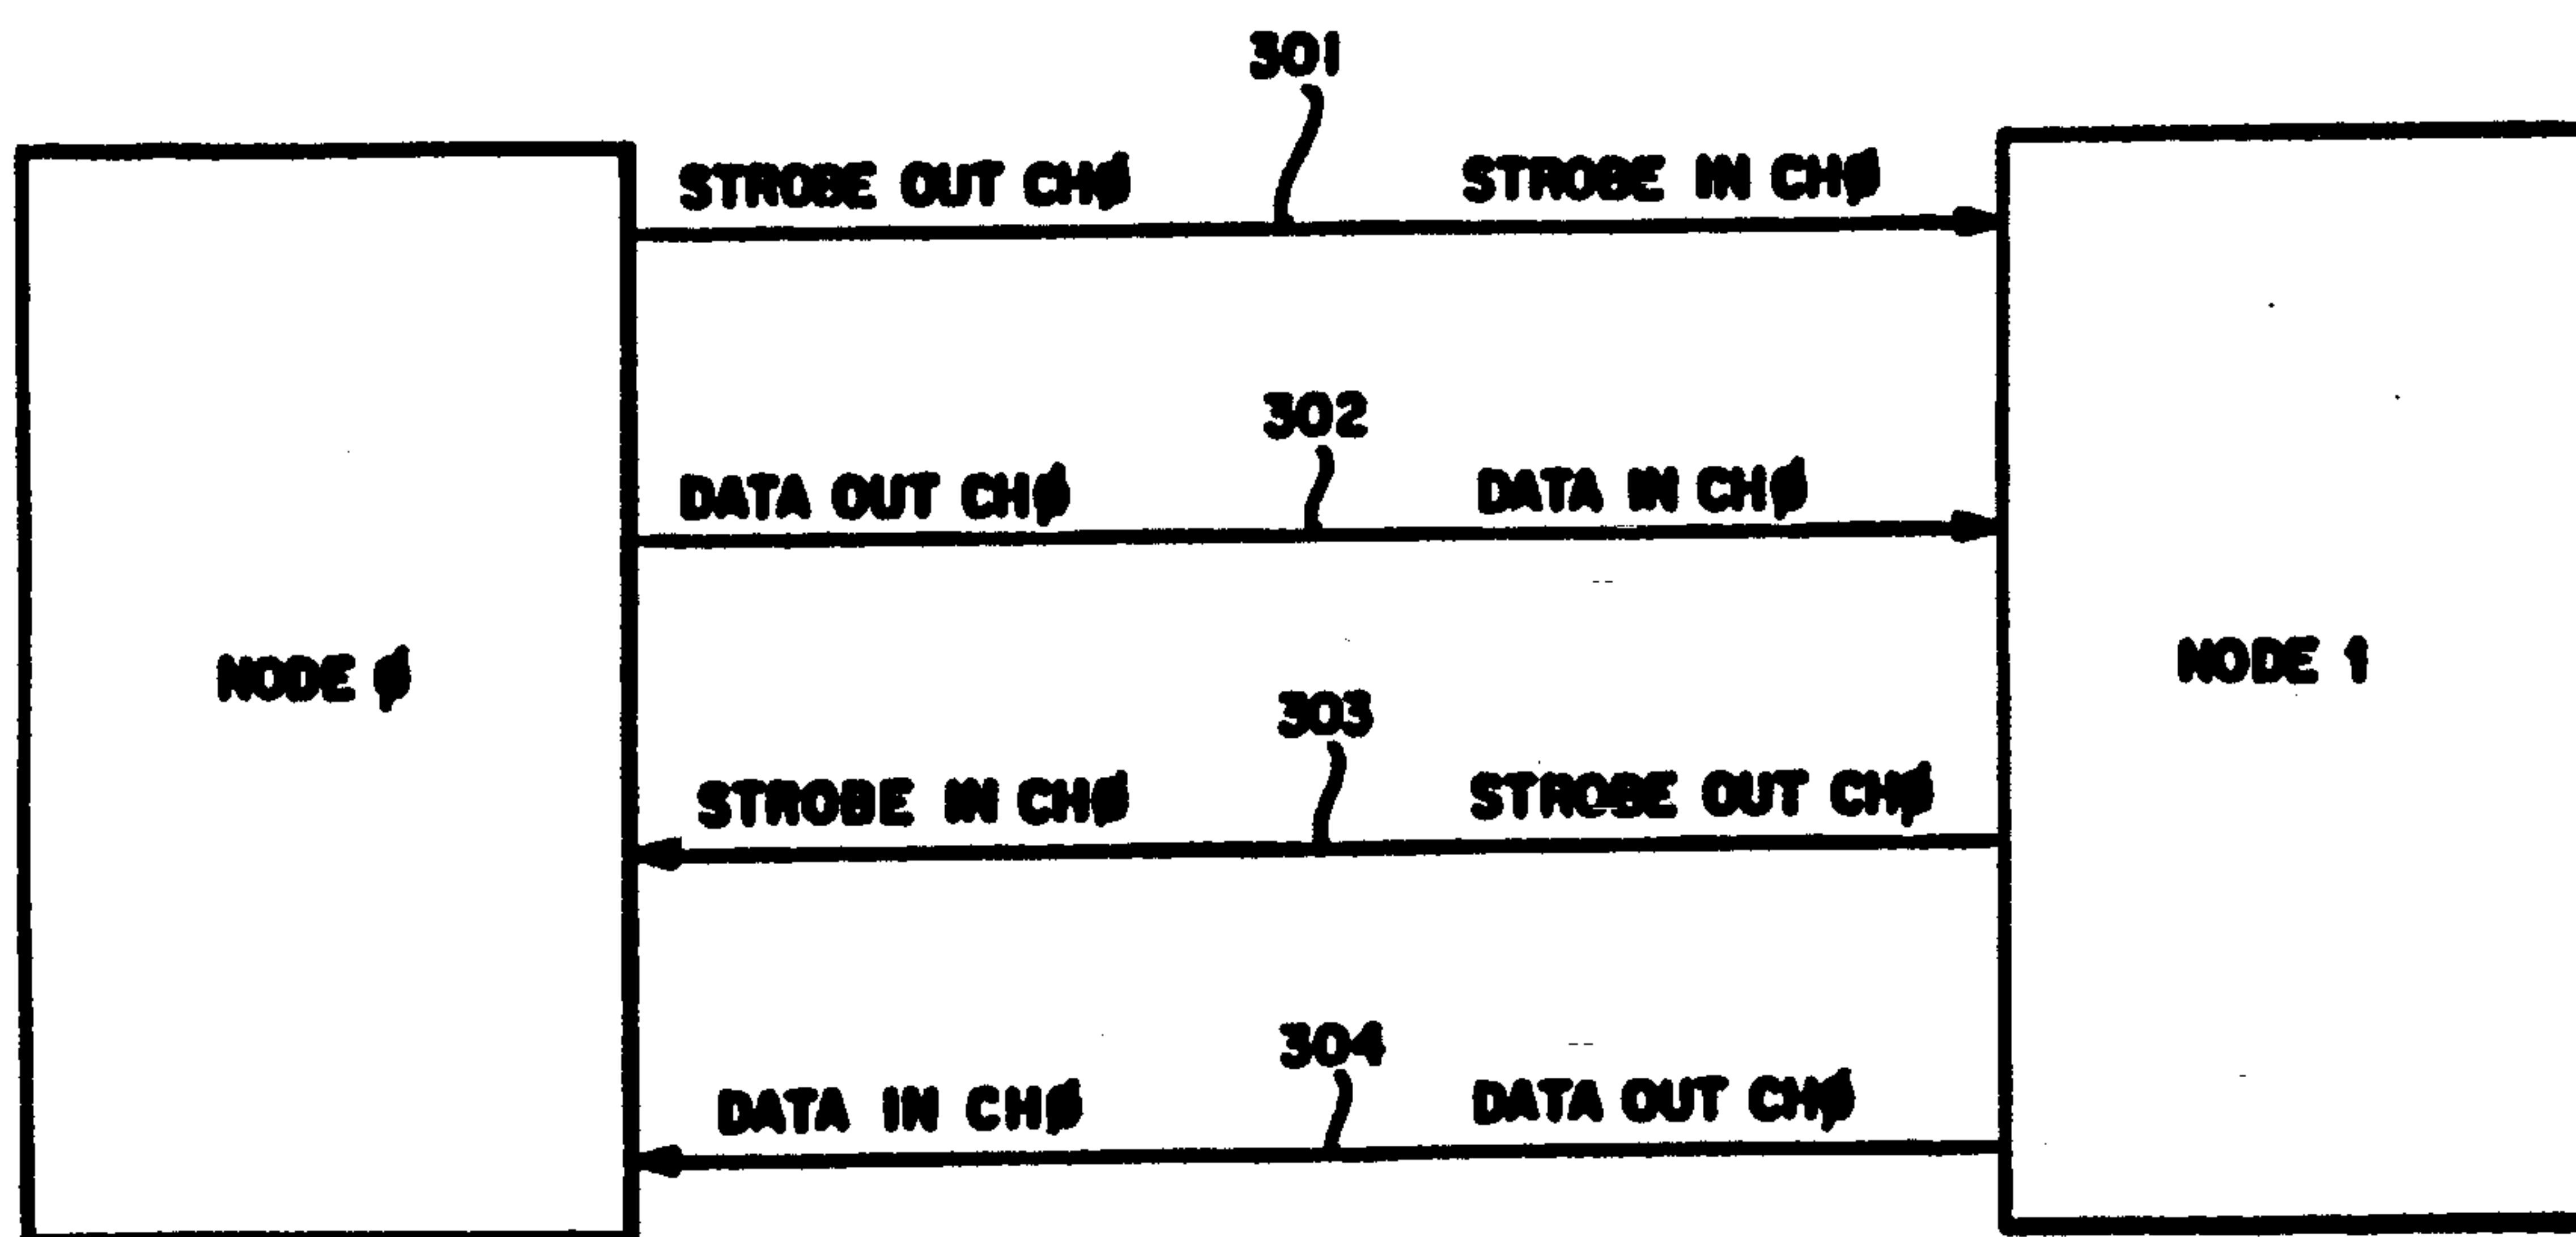 301
STROBE OUT CHØ STROBE IN CHØ
302
DATA OUT CHØ DATA IN CHØ
NODE Ø NODE 1
303
STROBE IN CHØ STROBE OUT CHØ
304
DATA IN CHØ DATA OUT CHØ